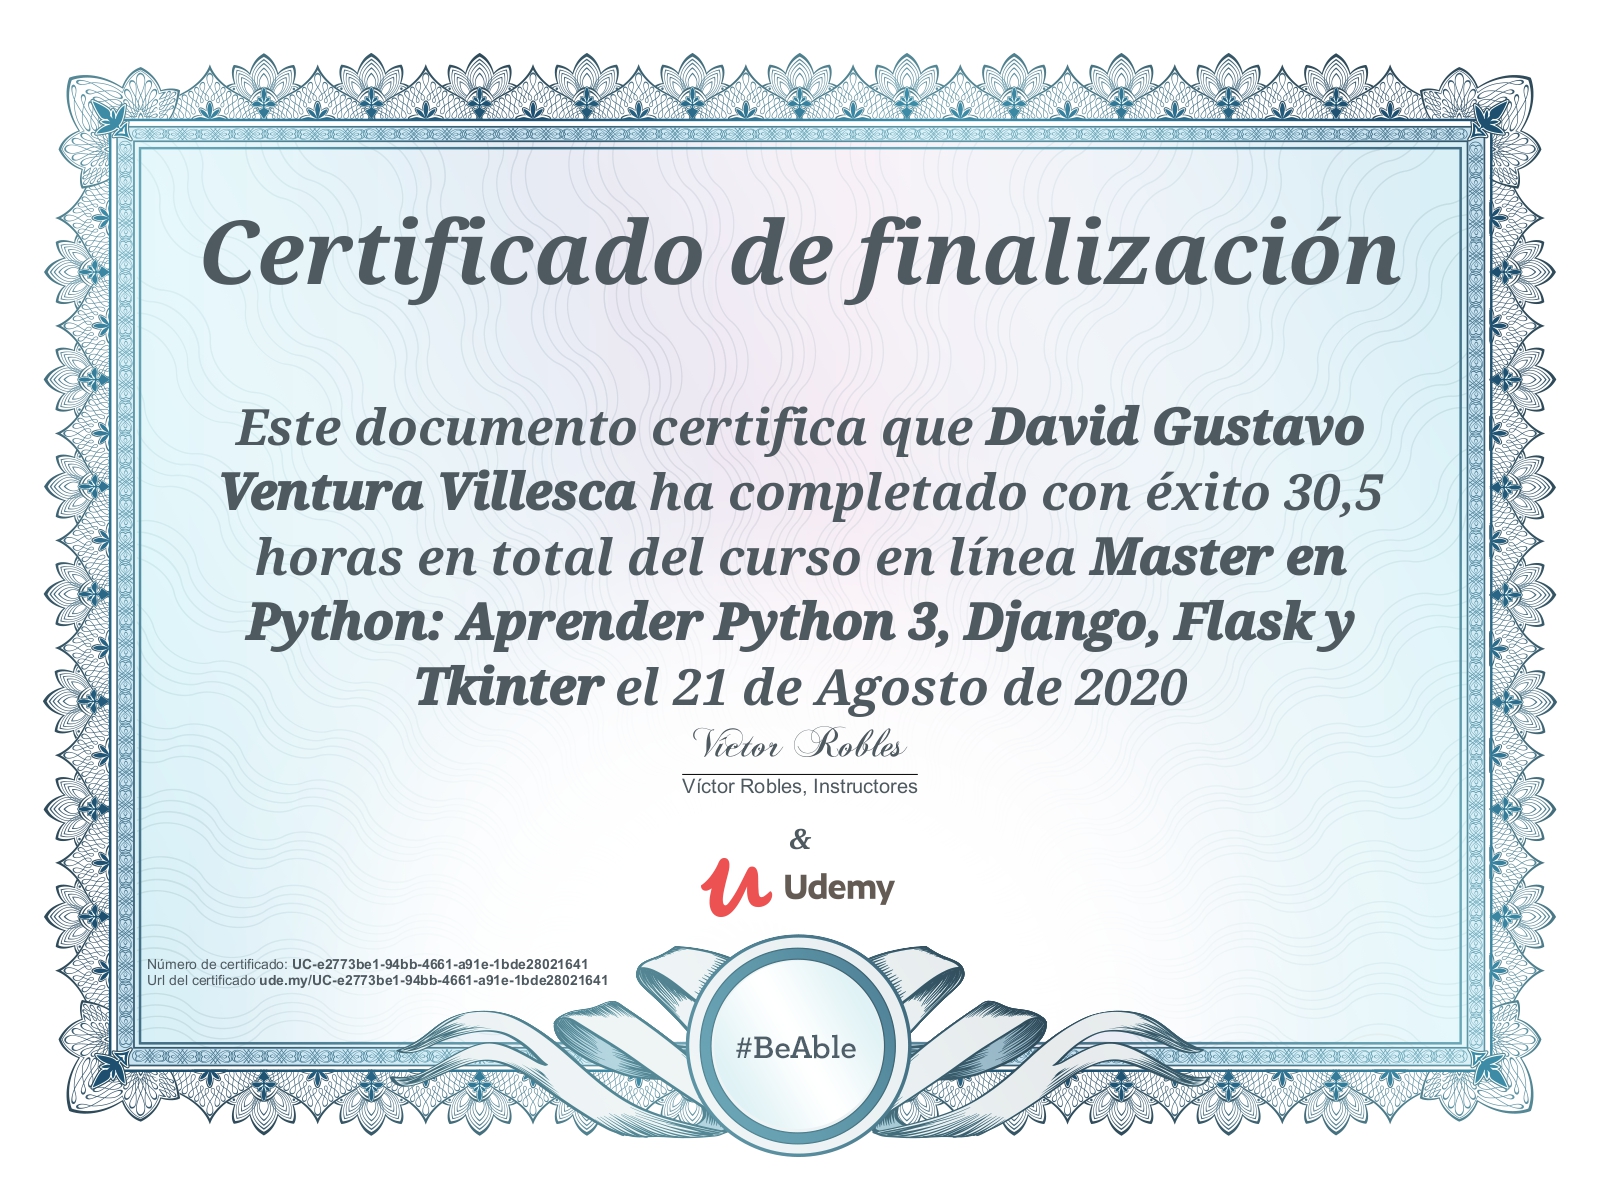 Certificado de finalización
Este documento certifica que David Gustavo
Ventura Villesca ha completado con éxito 30,5
horas en total del curso en línea Master en
Python: Aprender Python 3, Django, Flask y
Tkinter el 21 de Agosto de 2020
Víctor Robles
Víctor Robles, Instructores
&
Udemy
Número de certificado: UC-e2773be1-94bb-4661-a91e-1bde28021641
Url del certificado ude.my/UC-e2773be1-94bb-4661-a91e-1bde28021641
#BeAble